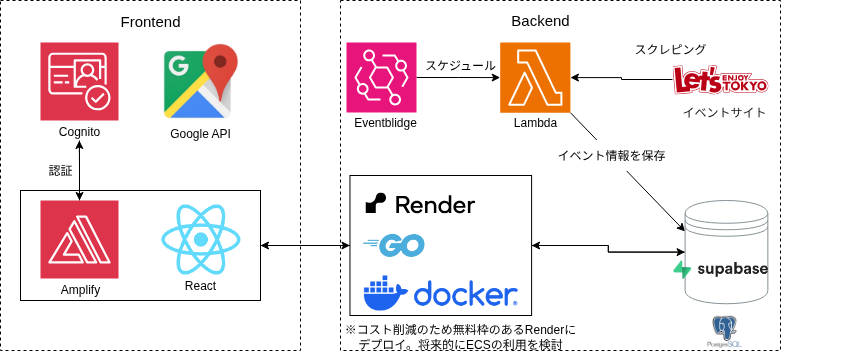 Frontend
Backend
Cognito
Google API
認証
Amplify
React
スケジュール
Eventblidge
Lambda
スクレピング
Let's
ENJOY
TOKYO
イベントサイト
イベント情報を保存
Render
GO
docker
supabase
PostgreSQL
※コスト削減のため無料枠のあるRenderに
デプロイ。将来的にECSの利用を検討